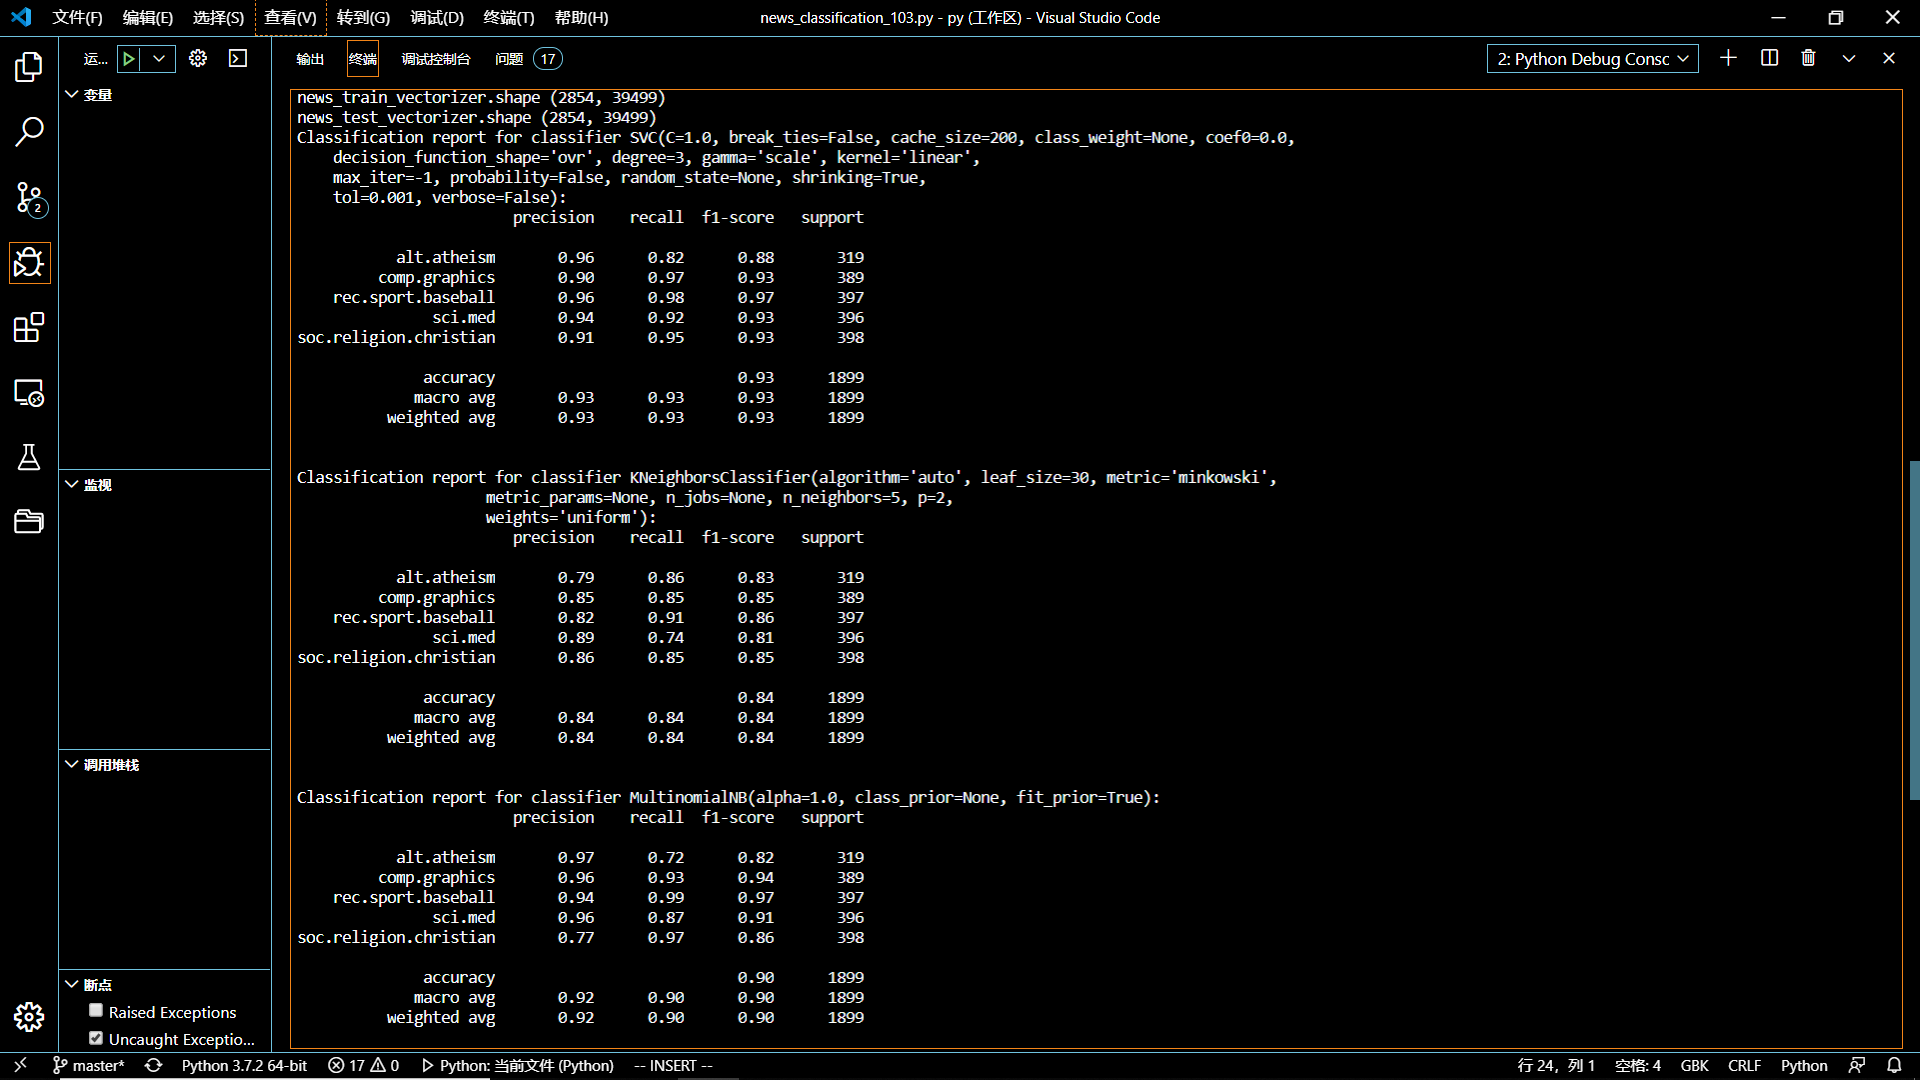 文件(F) 编辑(E) 选择(S) 查看(V) 转到(G) 调试(D) 终端(T) 帮助(H) news_classification_103.py - py (工作区) - Visual Studio Code
运... 输出 终端 调试控制台 问题 17 2: Python Debug Consc
变量
2
监视
调用堆栈
断点
Raised Exceptions
Uncaught Exceptio...
news_train_vectorizer.shape (2854, 39499)
news_test_vectorizer.shape (2854, 39499)
Classification report for classifier SVC(C=1.0, break_ties=False, cache_size=200, class_weight=None, coef0=0.0,
    decision_function_shape='ovr', degree=3, gamma='scale', kernel='linear',
    max_iter=-1, probability=False, random_state=None, shrinking=True,
    tol=0.001, verbose=False):
                        precision    recall  f1-score   support
           alt.atheism       0.96      0.82      0.88       319
         comp.graphics       0.90      0.97      0.93       389
    rec.sport.baseball       0.96      0.98      0.97       397
               sci.med       0.94      0.92      0.93       396
soc.religion.christian       0.91      0.95      0.93       398
              accuracy                           0.93      1899
             macro avg       0.93      0.93      0.93      1899
          weighted avg       0.93      0.93      0.93      1899
Classification report for classifier KNeighborsClassifier(algorithm='auto', leaf_size=30, metric='minkowski',
                     metric_params=None, n_jobs=None, n_neighbors=5, p=2,
                     weights='uniform'):
                        precision    recall  f1-score   support
           alt.atheism       0.79      0.86      0.83       319
         comp.graphics       0.85      0.85      0.85       389
    rec.sport.baseball       0.82      0.91      0.86       397
               sci.med       0.89      0.74      0.81       396
soc.religion.christian       0.86      0.85      0.85       398
              accuracy                           0.84      1899
             macro avg       0.84      0.84      0.84      1899
          weighted avg       0.84      0.84      0.84      1899
Classification report for classifier MultinomialNB(alpha=1.0, class_prior=None, fit_prior=True):
                        precision    recall  f1-score   support
           alt.atheism       0.97      0.72      0.82       319
         comp.graphics       0.96      0.93      0.94       389
    rec.sport.baseball       0.94      0.99      0.97       397
               sci.med       0.96      0.87      0.91       396
soc.religion.christian       0.77      0.97      0.86       398
              accuracy                           0.90      1899
             macro avg       0.92      0.90      0.90      1899
          weighted avg       0.92      0.90      0.90      1899
master* Python 3.7.2 64-bit 17 0 Python: 当前文件 (Python) -- INSERT -- 行 24，列 1 空格: 4 GBK CRLF Python